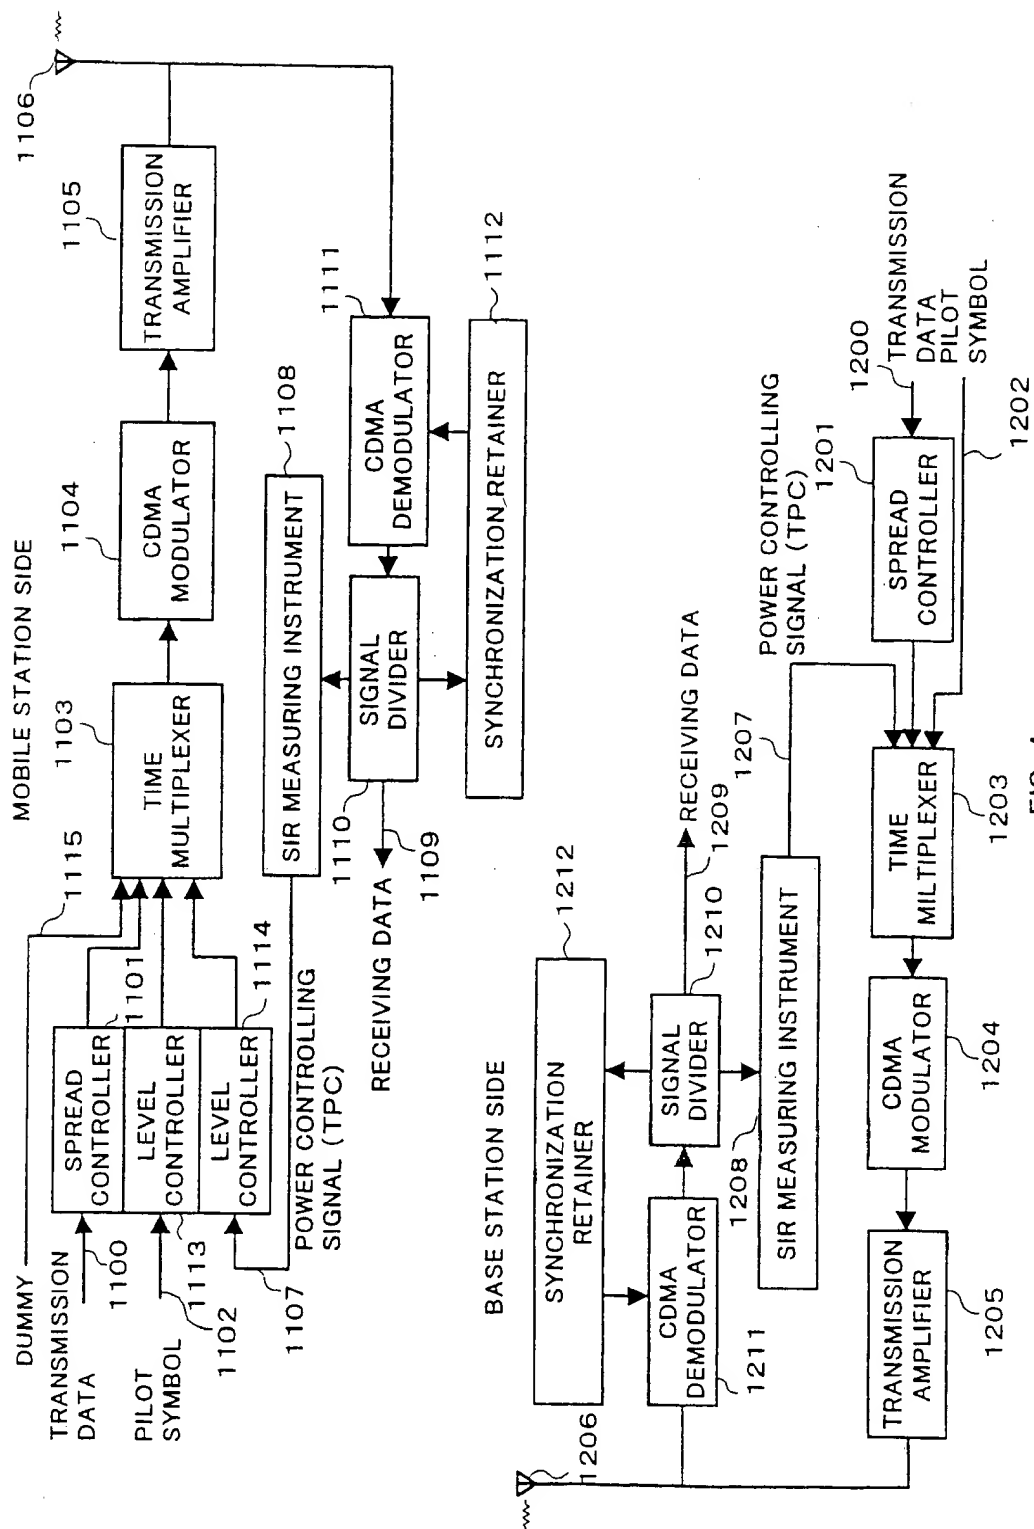 MOBILE STATION SIDE
DUMMY
1115
TRANSMISSION
DATA
1100
SPREAD
CONTROLLER
1101
PILOT
SYMBOL
1102
LEVEL
CONTROLLER
1113
LEVEL
CONTROLLER
1114
1107
POWER CONTROLLING
SIGNAL (TPC)
TIME
MULTIPLEXER
1103
CDMA
MODULATOR
1104
TRANSMISSION
AMPLIFIER
1105
1106
SIR MEASURING INSTRUMENT
1108
RECEIVING DATA
1109
1110
SIGNAL
DIVIDER
CDMA
DEMODULATOR
1111
SYNCHRONIZATION RETAINER
1112
BASE STATION SIDE
1206
SYNCHRONIZATION
RETAINER
1212
CDMA
DEMODULATOR
1211
SIGNAL
DIVIDER
1210
RECEIVING DATA
1209
1208
SIR MEASURING INSTRUMENT
1207
POWER CONTROLLING
SIGNAL (TPC)
TRANSMISSION
AMPLIFIER
1205
CDMA
MODULATOR
1204
TIME
MILTIPLEXER
1203
SPREAD
CONTROLLER
1201
1200
TRANSMISSION
DATA
PILOT
SYMBOL
1202